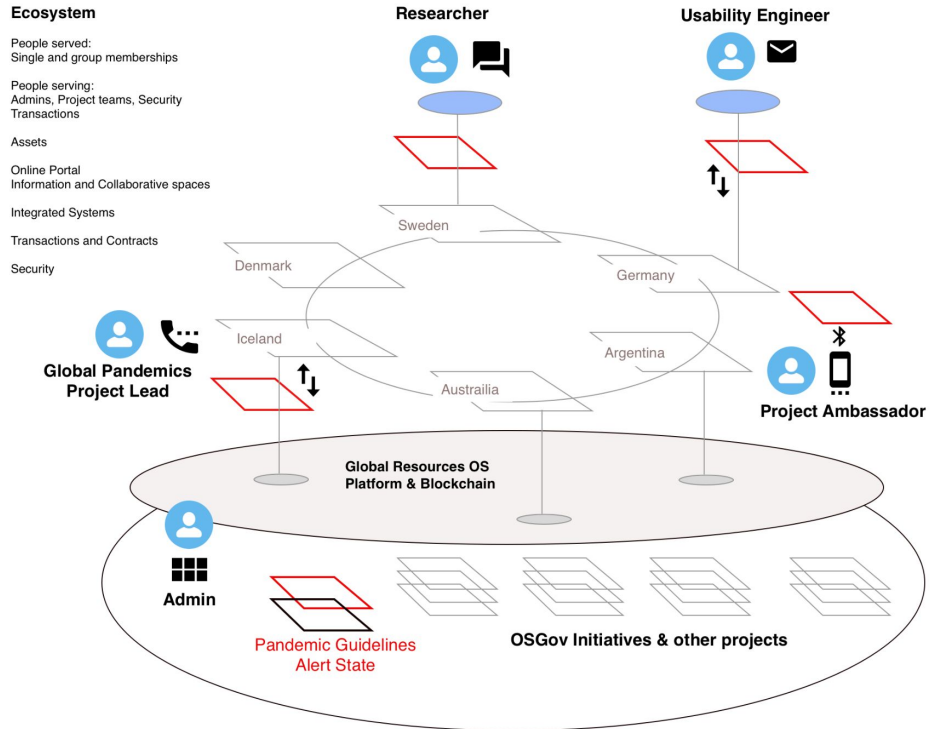 Ecosystem
People served:
Single and group memberships
People serving:
Admins, Project teams, Security
Transactions
Assets
Online Portal
Information and Collaborative spaces
Integrated Systems
Transactions and Contracts
Security
Researcher
Usability Engineer
Sweden
Denmark
Germany
Iceland
Argentina
Austrailia
Global Pandemics
Project Lead
Project Ambassador
Global Resources OS
Platform & Blockchain
Admin
Pandemic Guidelines
Alert State
OSGov Initiatives & other projects